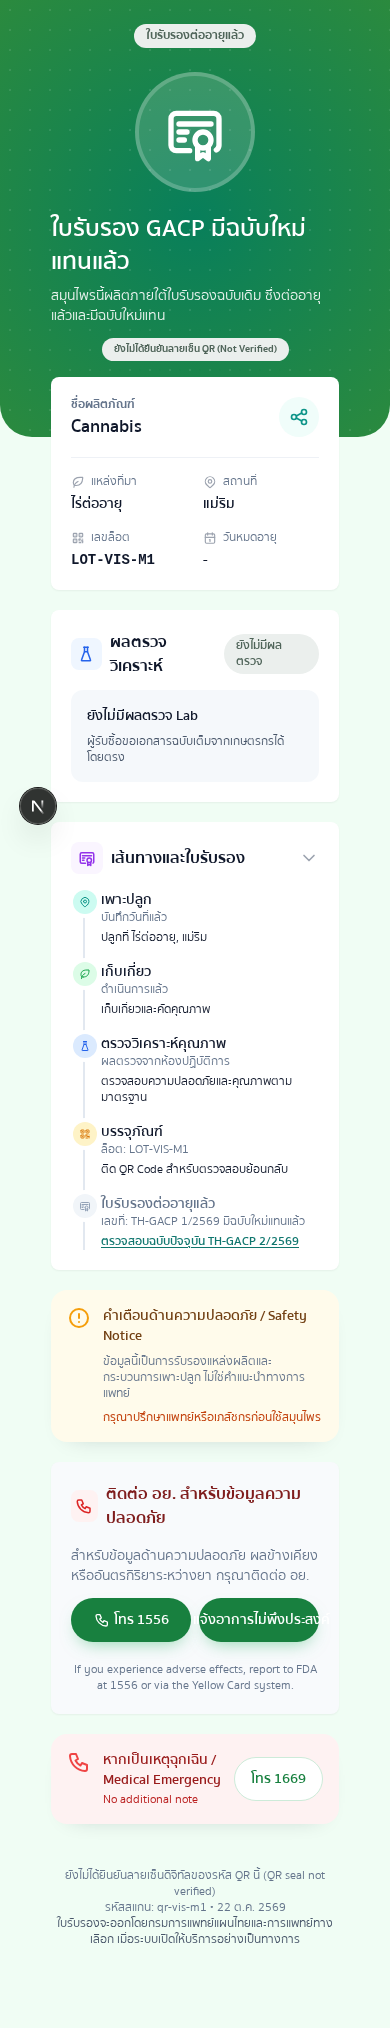 ใบรับรองต่ออายุแล้ว
ใบรับรอง GACP มีฉบับใหม่
แทนแล้ว
สมุนไพรนี้ผลิตภายใต้ใบรับรองฉบับเดิม ซึ่งต่ออายุ
แล้วและมีฉบับใหม่แทน
ยังไม่ได้ยืนยันลายเซ็น QR (Not Verified)
ชื่อผลิตภัณฑ์
Cannabis
แหล่งที่มา
สถานที่
ไร่ต่ออายุ
แม่ริม
เลขล็อต
วันหมดอายุ
LOT-VIS-M1
-
ผลตรวจ
วิเคราะห์
ยังไม่มีผล
ตรวจ
ยังไม่มีผลตรวจ Lab
ผู้รับซื้อขอเอกสารฉบับเต็มจากเกษตรกรได้
โดยตรง
N
เส้นทางและใบรับรอง
เพาะปลูก
บันทึกวันที่แล้ว
ปลูกที่ ไร่ต่ออายุ, แม่ริม
เก็บเกี่ยว
ดำเนินการแล้ว
เก็บเกี่ยวและคัดคุณภาพ
ตรวจวิเคราะห์คุณภาพ
ผลตรวจจากห้องปฏิบัติการ
ตรวจสอบความปลอดภัยและคุณภาพตาม
มาตรฐาน
บรรจุภัณฑ์
ล็อต: LOT-VIS-M1
ติด QR Code สำหรับตรวจสอบย้อนกลับ
ใบรับรองต่ออายุแล้ว
เลขที่: TH-GACP 1/2569 มีฉบับใหม่แทนแล้ว
ตรวจสอบฉบับปัจจุบัน TH-GACP 2/2569
คำเตือนด้านความปลอดภัย / Safety
Notice
ข้อมูลนี้เป็นการรับรองแหล่งผลิตและ
กระบวนการเพาะปลูก ไม่ใช่คำแนะนำทางการ
แพทย์
กรุณาปรึกษาแพทย์หรือเภสัชกรก่อนใช้สมุนไพร
ติดต่อ อย. สำหรับข้อมูลความ
ปลอดภัย
สำหรับข้อมูลด้านความปลอดภัย ผลข้างเคียง
หรืออันตรกิริยาระหว่างยา กรุณาติดต่อ อย.
โทร 1556
แจ้งอาการไม่พึงประสงค์
If you experience adverse effects, report to FDA
at 1556 or via the Yellow Card system.
หากเป็นเหตุฉุกเฉิน /
Medical Emergency
No additional note
โทร 1669
ยังไม่ได้ยืนยันลายเซ็นดิจิทัลของรหัส QR นี้ (QR seal not
verified)
รหัสสแกน: qr-vis-m1 • 22 ต.ค. 2569
ใบรับรองจะออกโดยกรมการแพทย์แผนไทยและการแพทย์ทาง
เลือก เมื่อระบบเปิดให้บริการอย่างเป็นทางการ